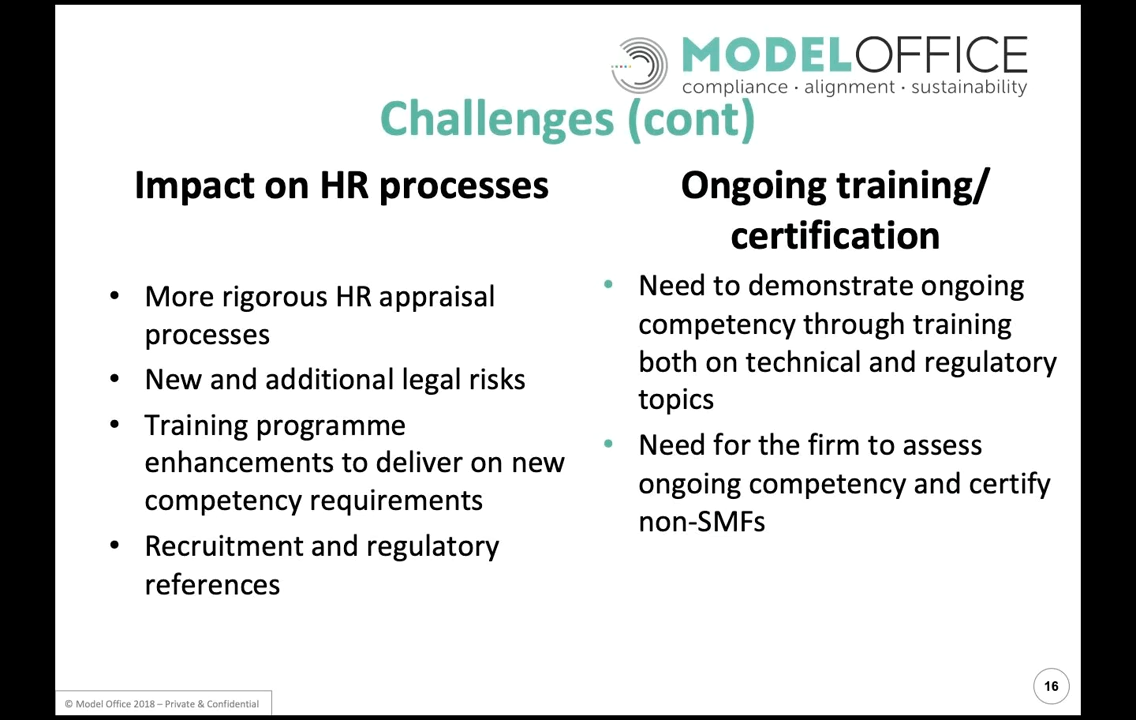 MODELOFFICE
compliance · alignment · sustainability
Challenges (cont)
Impact on HR processes
• More rigorous HR appraisal
processes
• New and additional legal risks
• Training programme
enhancements to deliver on new
competency requirements
• Recruitment and regulatory
references
Ongoing training/
certification
• Need to demonstrate ongoing
competency through training
both on technical and regulatory
topics
• Need for the firm to assess
ongoing competency and certify
non-SMFs
© Model Office 2018 – Private & Confidential
16